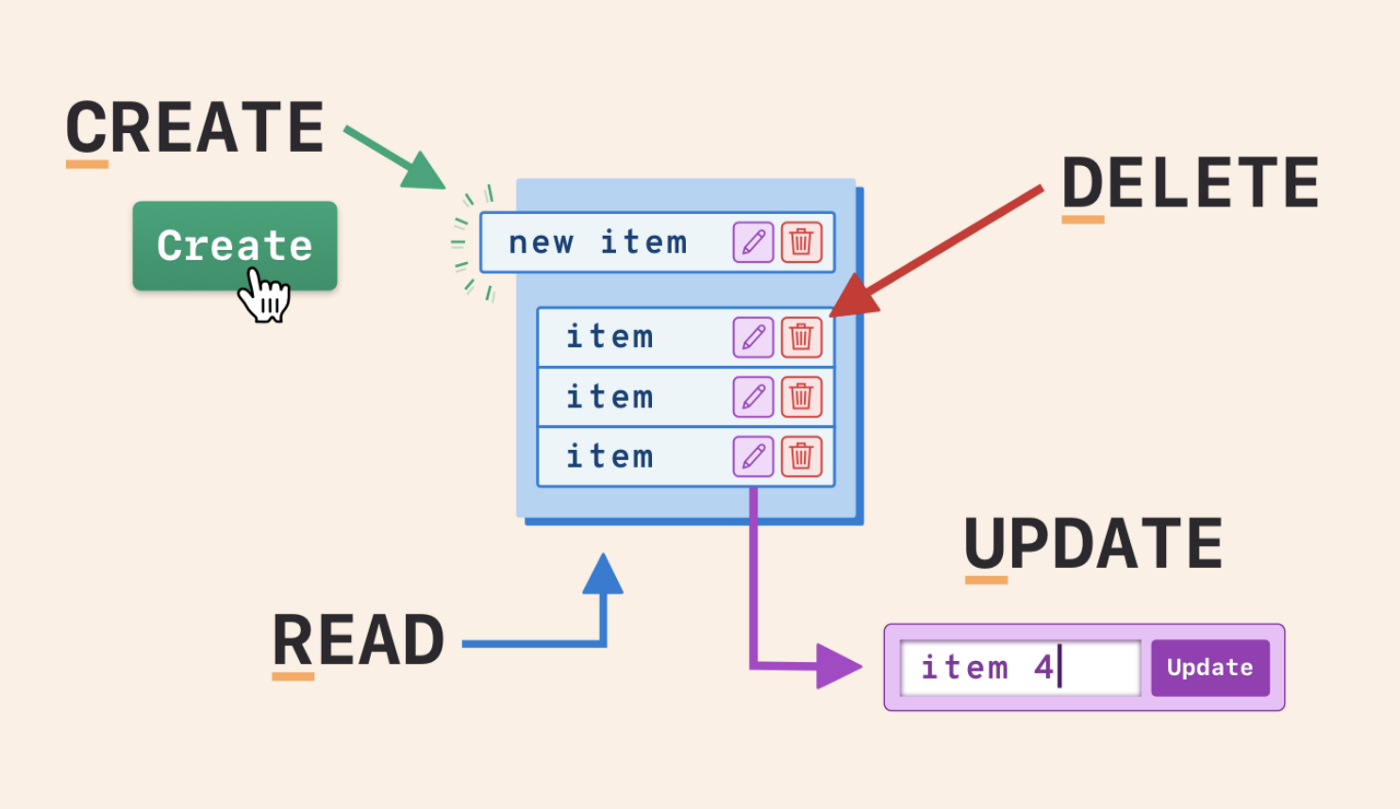 CREATE
Create
DELETE
new item
item
item
item
UPDATE
READ
item 4
Update